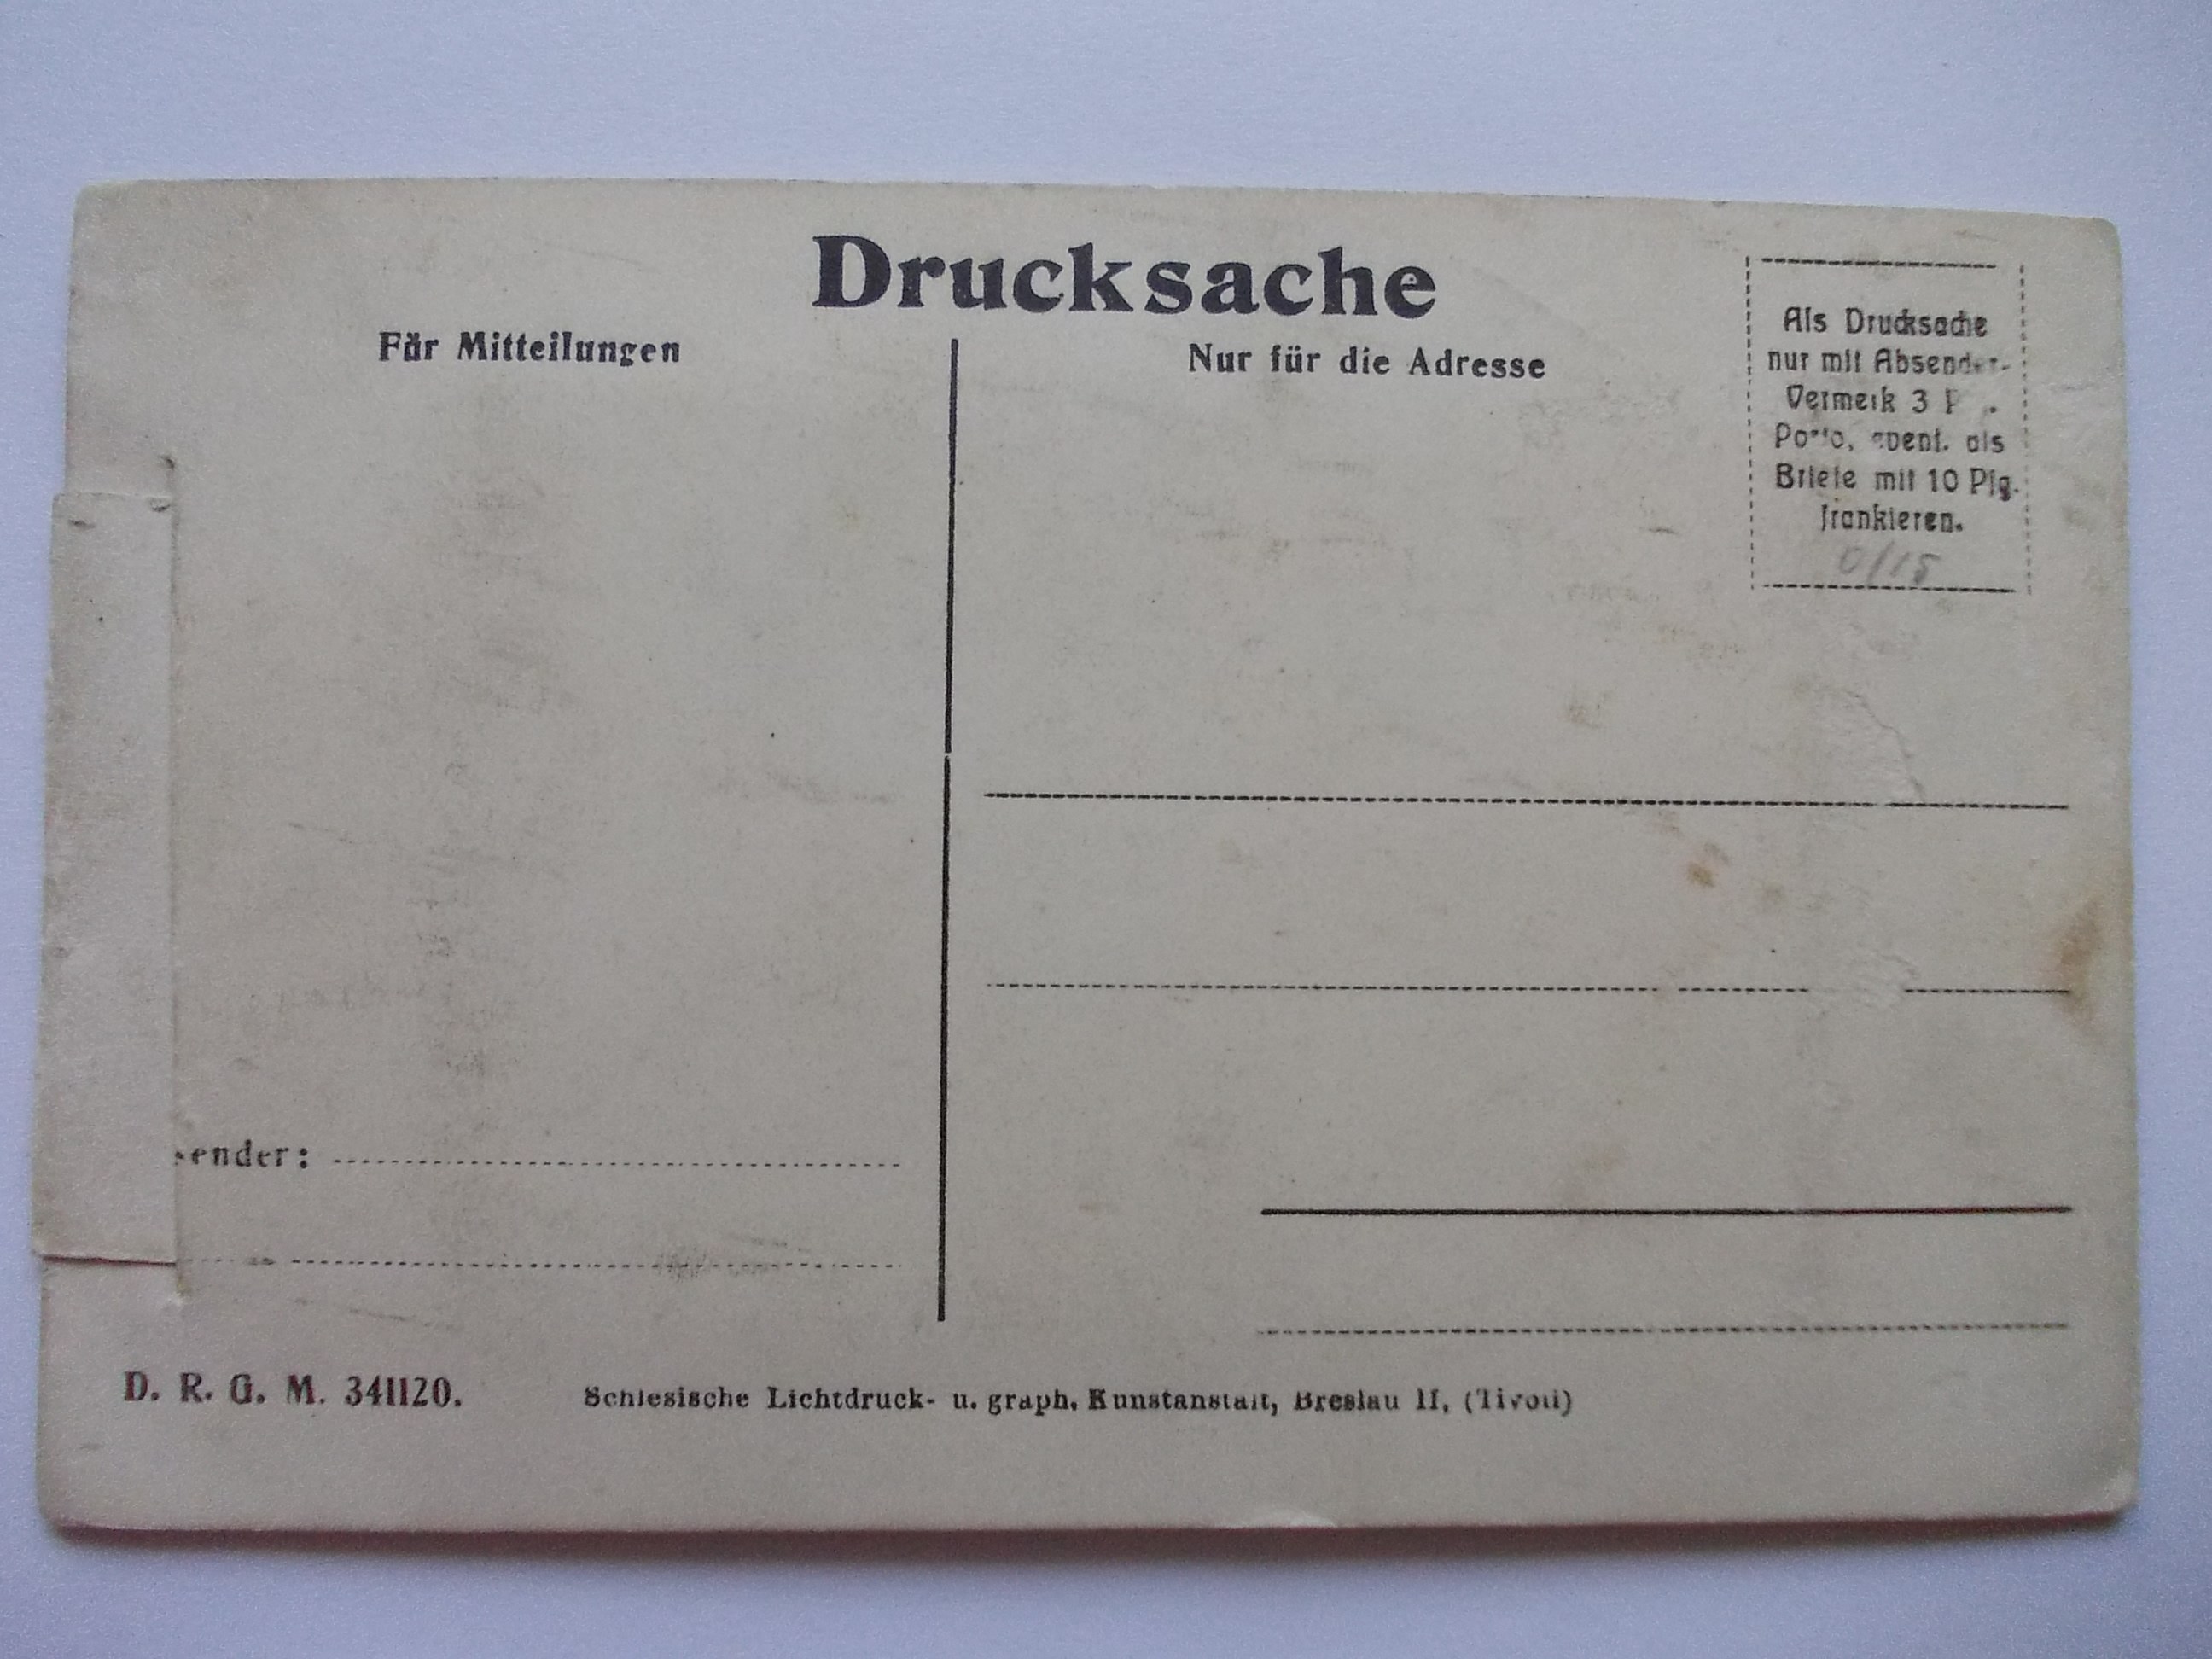 Drucksache
Für Mitteilungen
Nur für die Adresse
Als Drucksache
nur mit Absender-
Vermerk 3
Porto, event. als
Briefe mit 10 Pfg.
frankieren.
0/15
sender:
D. R. G. M. 341120.
Schlesische Lichtdruck- u. graph. Kunstanstalt, Breslau II, (Tivoli)